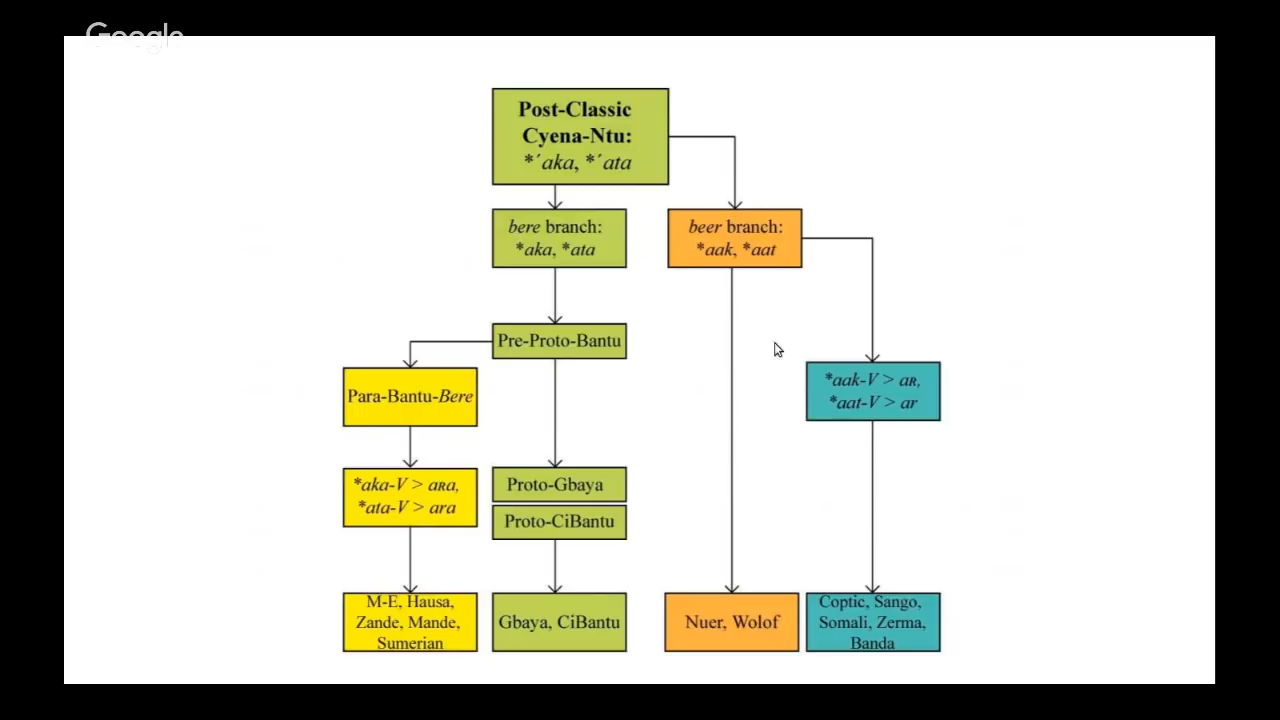 Google
Post-Classic
Cyena-Ntu:
*´aka, *´ata
bere branch:
*aka, *ata
beer branch:
*aak, *aat
Pre-Proto-Bantu
Para-Bantu-Bere
*aak-V > aʀ,
*aat-V > ar
*aka-V > aʀa,
*ata-V > ara
Proto-Gbaya
Proto-CiBantu
M-E, Hausa,
Zande, Mande,
Sumerian
Gbaya, CiBantu
Nuer, Wolof
Coptic, Sango,
Somali, Zerma,
Banda